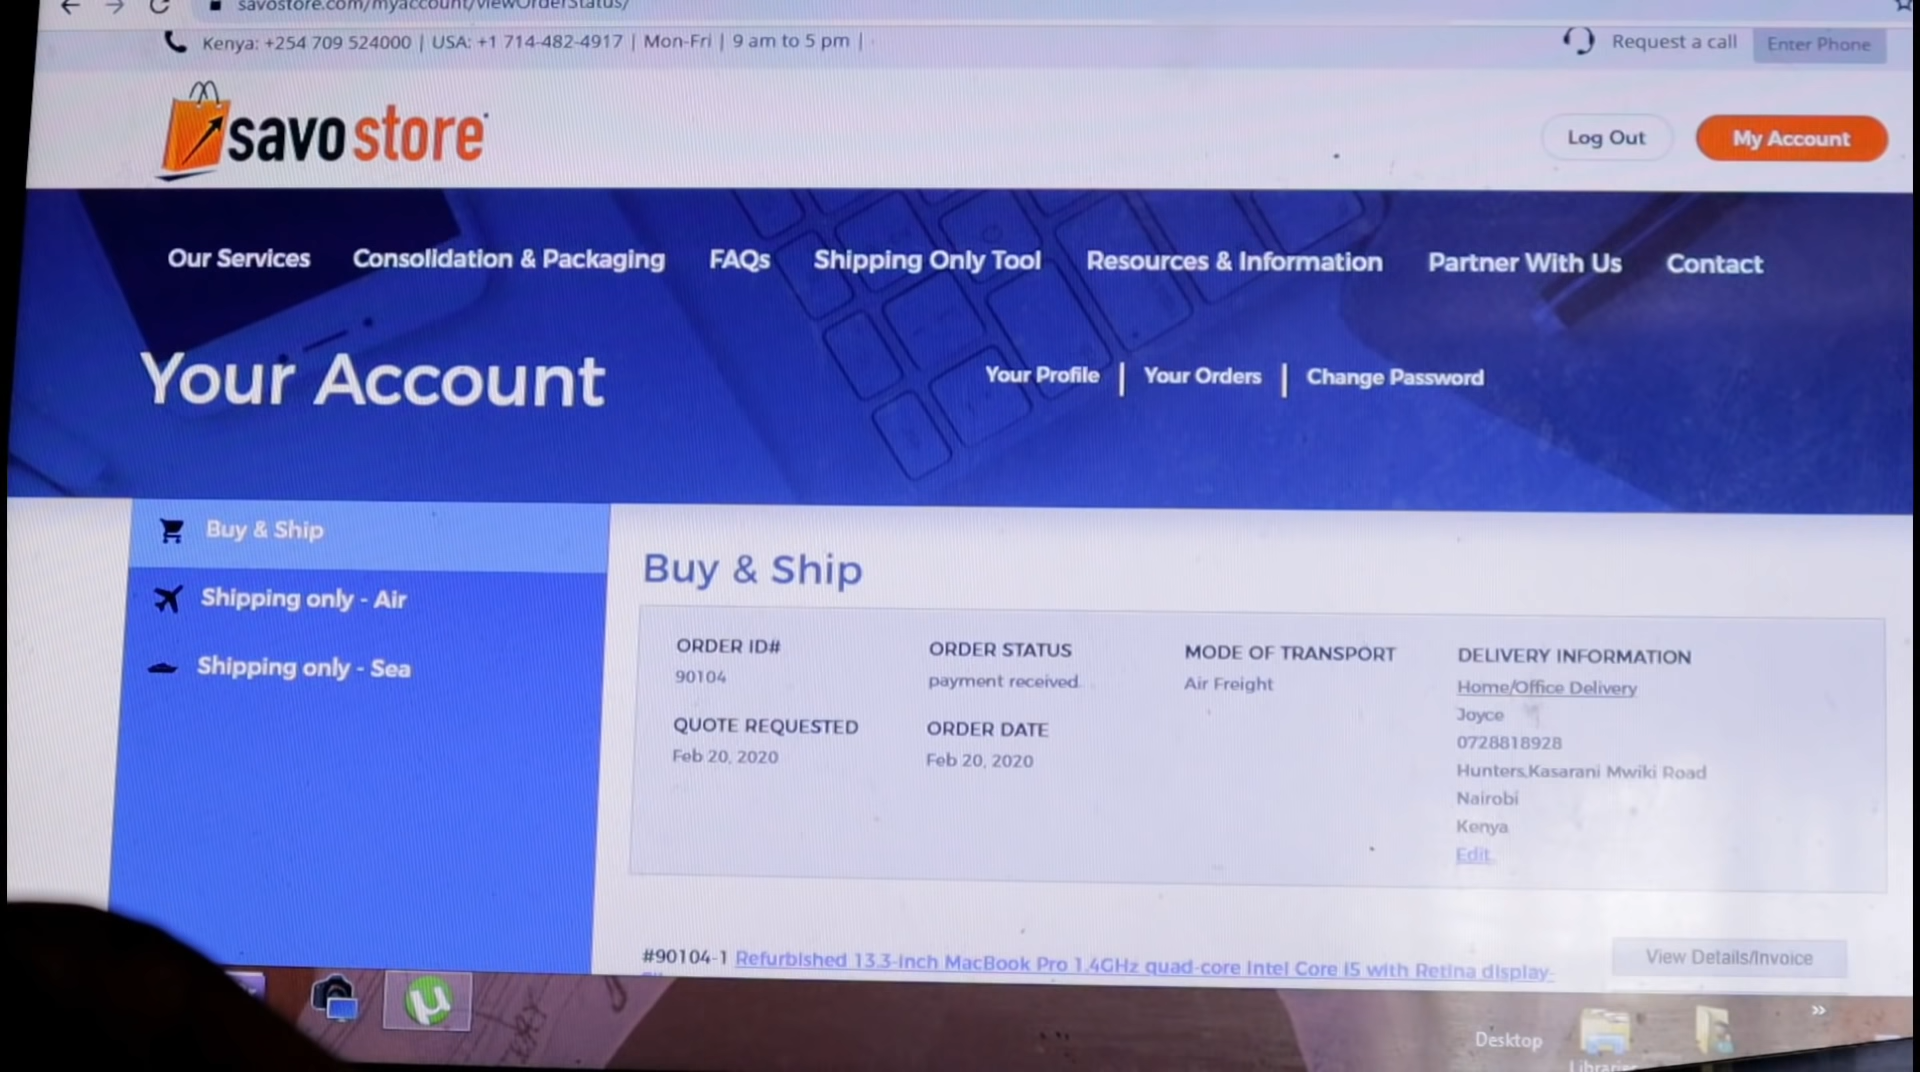 savostore.com/myaccount/viewOrderStatus/
Kenya: +254 709 524000 | USA: +1 714-482-4917 | Mon-Fri | 9 am to 5 pm |
Request a call
Enter Phone
savostore
Log Out
My Account
Our Services
Consolidation & Packaging
FAQs
Shipping Only Tool
Resources & Information
Partner With Us
Contact
Your Account
Your Profile | Your Orders | Change Password
Buy & Ship
Shipping only - Air
Shipping only - Sea
Buy & Ship
ORDER ID#
90104
ORDER STATUS
payment received
MODE OF TRANSPORT
Air Freight
QUOTE REQUESTED
Feb 20, 2020
ORDER DATE
Feb 20, 2020
DELIVERY INFORMATION
Home/Office Delivery
Joyce
0728818928
Hunters,Kasarani Mwiki Road
Nairobi
Kenya
Edit
#90104-1 Refurbished 13.3-inch MacBook Pro 1.4GHz quad-core Intel Core i5 with Retina display-
View Details/Invoice
Desktop
»